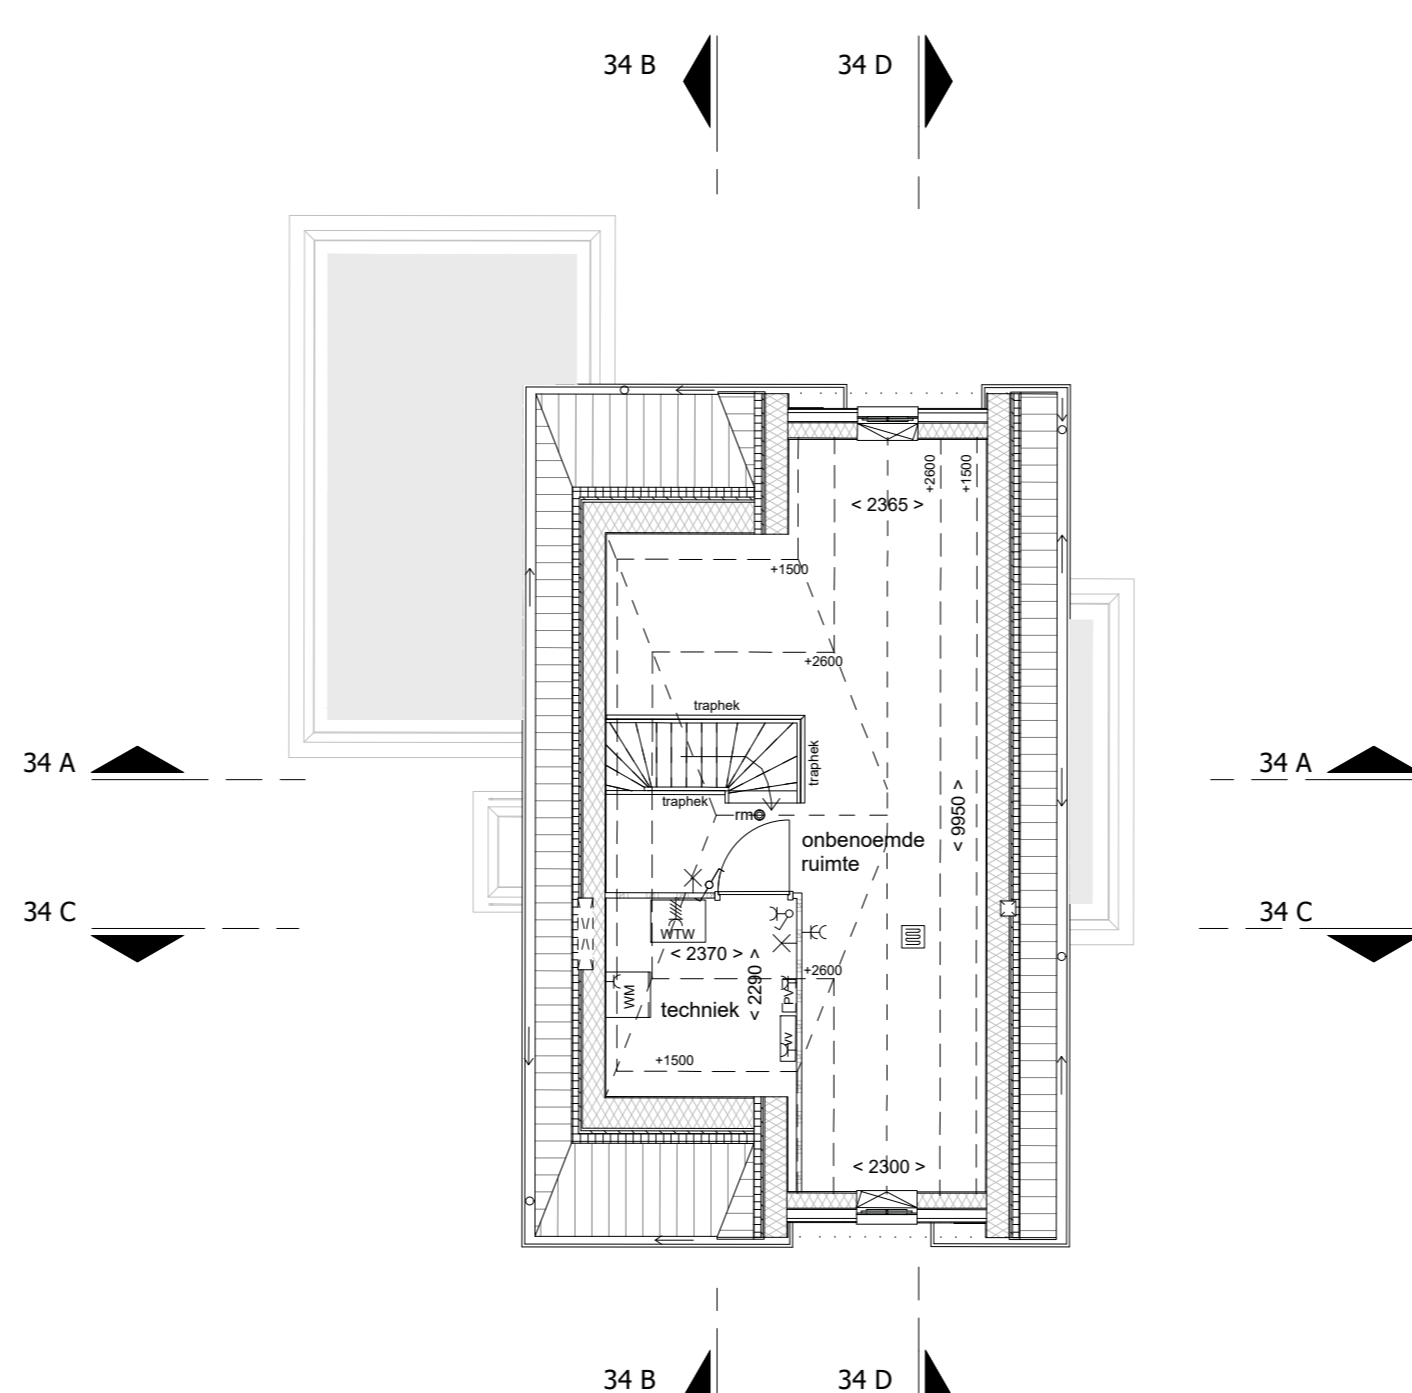 34 B
34 D
+2600
+1500
< 2365 >
+1500
+2600
traphek
traphek
34 A
34 A
traphek
rm
< 9950 >
onbenoemde
ruimte
34 C
34 C
WTW
< 2370 >
< 2290 >
+2600
WM
PV
techniek
vv
+1500
< 2300 >
34 B
34 D